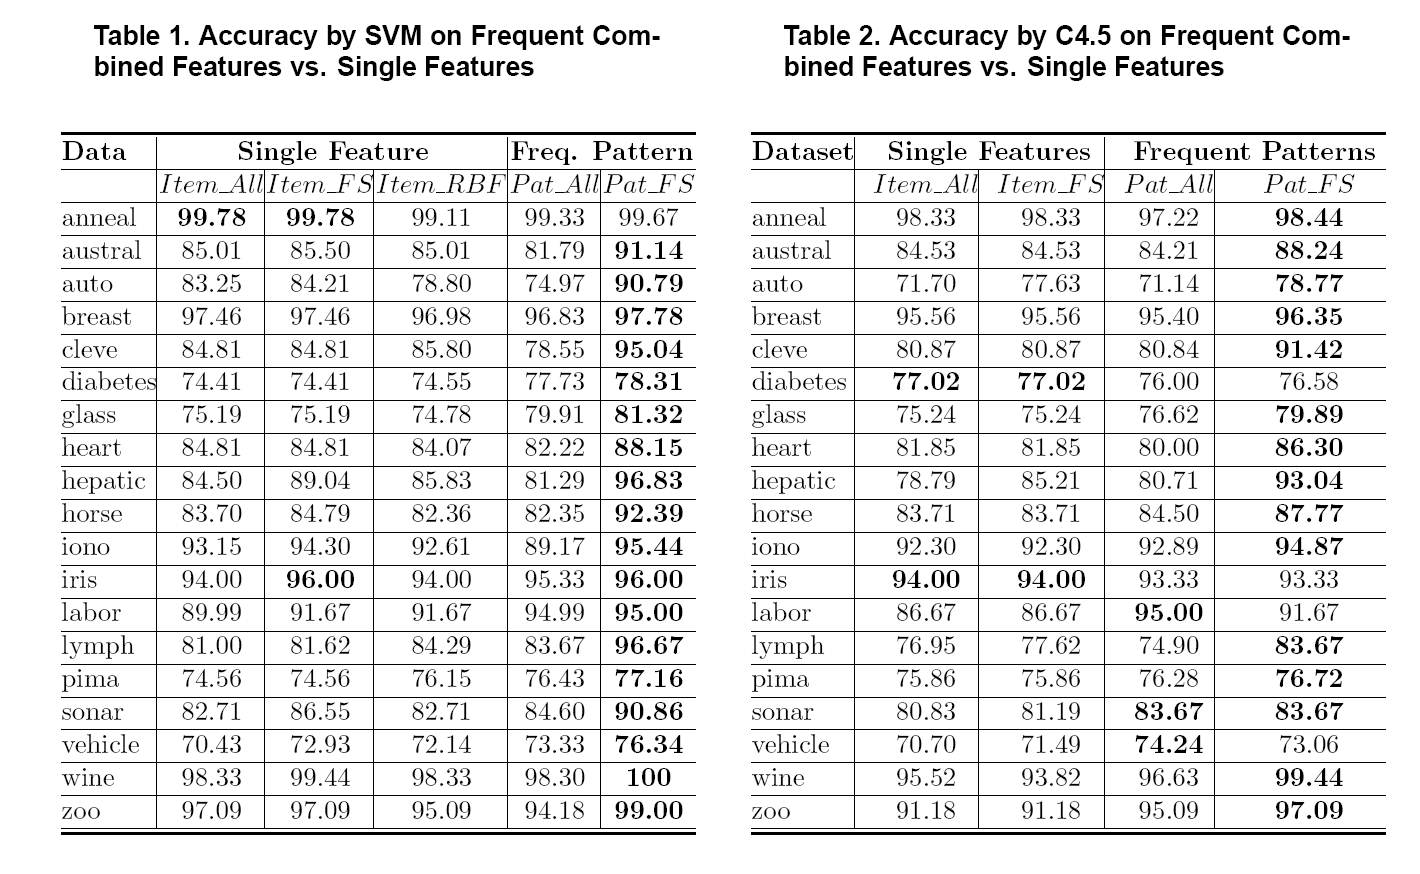 Table 1. Accuracy by SVM on Frequent Com-
bined Features vs. Single Features
Data Single Feature Freq. Pattern
Item_All Item_FS Item_RBF Pat_All Pat_FS
anneal 99.78 99.78 99.11 99.33 99.67
austral 85.01 85.50 85.01 81.79 91.14
auto 83.25 84.21 78.80 74.97 90.79
breast 97.46 97.46 96.98 96.83 97.78
cleve 84.81 84.81 85.80 78.55 95.04
diabetes 74.41 74.41 74.55 77.73 78.31
glass 75.19 75.19 74.78 79.91 81.32
heart 84.81 84.81 84.07 82.22 88.15
hepatic 84.50 89.04 85.83 81.29 96.83
horse 83.70 84.79 82.36 82.35 92.39
iono 93.15 94.30 92.61 89.17 95.44
iris 94.00 96.00 94.00 95.33 96.00
labor 89.99 91.67 91.67 94.99 95.00
lymph 81.00 81.62 84.29 83.67 96.67
pima 74.56 74.56 76.15 76.43 77.16
sonar 82.71 86.55 82.71 84.60 90.86
vehicle 70.43 72.93 72.14 73.33 76.34
wine 98.33 99.44 98.33 98.30 100
zoo 97.09 97.09 95.09 94.18 99.00
Table 2. Accuracy by C4.5 on Frequent Com-
bined Features vs. Single Features
Dataset Single Features Frequent Patterns
Item_All Item_FS Pat_All Pat_FS
anneal 98.33 98.33 97.22 98.44
austral 84.53 84.53 84.21 88.24
auto 71.70 77.63 71.14 78.77
breast 95.56 95.56 95.40 96.35
cleve 80.87 80.87 80.84 91.42
diabetes 77.02 77.02 76.00 76.58
glass 75.24 75.24 76.62 79.89
heart 81.85 81.85 80.00 86.30
hepatic 78.79 85.21 80.71 93.04
horse 83.71 83.71 84.50 87.77
iono 92.30 92.30 92.89 94.87
iris 94.00 94.00 93.33 93.33
labor 86.67 86.67 95.00 91.67
lymph 76.95 77.62 74.90 83.67
pima 75.86 75.86 76.28 76.72
sonar 80.83 81.19 83.67 83.67
vehicle 70.70 71.49 74.24 73.06
wine 95.52 93.82 96.63 99.44
zoo 91.18 91.18 95.09 97.09